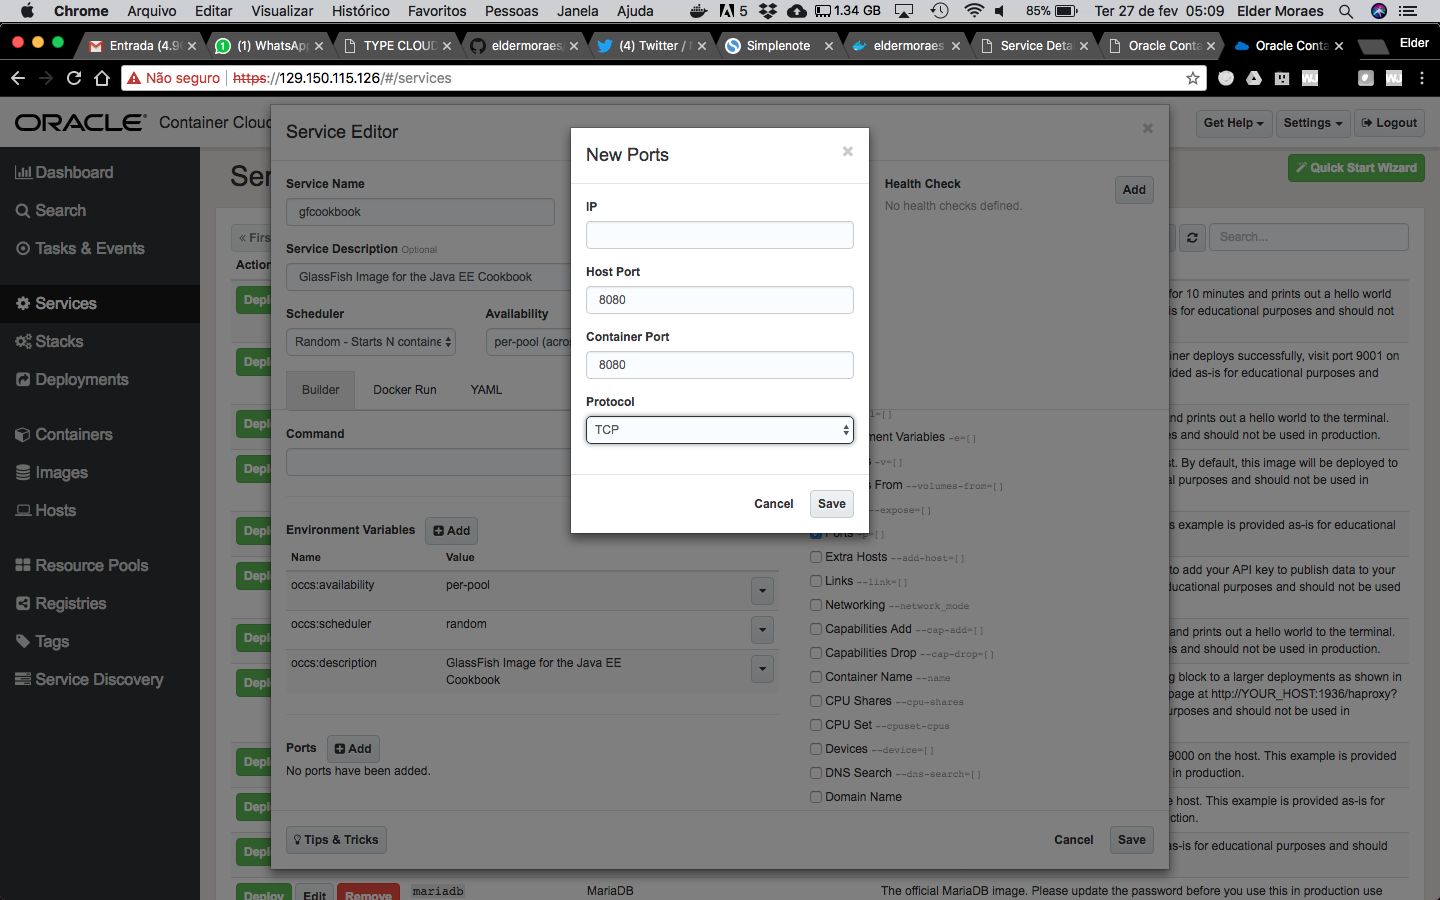 Chrome Arquivo Editar Visualizar Histórico Favoritos Pessoas Janela Ajuda 5 1.34 GB 85% Ter 27 de fev 05:09 Elder Moraes
Entrada (4.9 (1) WhatsAp TYPE CLOUD eldermoraes (4) Twitter / Simplenote eldermoraes Service Deta Oracle Conta Oracle Conta Elder
Não seguro https://129.150.115.126/#/services
ORACLE Container Cloud Get Help Settings Logout
Dashboard
Search
Tasks & Events
Services
Stacks
Deployments
Containers
Images
Hosts
Resource Pools
Registries
Tags
Service Discovery
Ser
Quick Start Wizard
« Firs
Search...
Action
Service Editor
Service Name
gfcookbook
Service Description Optional
GlassFish Image for the Java EE Cookbook
Scheduler Availability
Random - Starts N containe per-pool (acros
Builder Docker Run YAML
Command
Environment Variables Add
Name Value
occs:availability per-pool
occs:scheduler random
occs:description GlassFish Image for the Java EE
Cookbook
Ports Add
No ports have been added.
Tips & Tricks
Cancel Save
Health Check Add
No health checks defined.
New Ports
IP
Host Port
8080
Container Port
8080
Protocol
TCP
Cancel Save
ment Variables -e=[]
-v=[]
From --volumes-from=[]
--expose=[]
Ports -p=[]
Extra Hosts --add-host=[]
Links --link=[]
Networking --network_mode
Capabilities Add --cap-add=[]
Capabilities Drop --cap-drop=[]
Container Name --name
CPU Shares --cpu-shares
CPU Set --cpuset-cpus
Devices --device=[]
DNS Search --dns-search=[]
Domain Name
for 10 minutes and prints out a hello world
is for educational purposes and should not
iner deploys successfully, visit port 9001 on
ided as-is for educational purposes and
and prints out a hello world to the terminal.
s and should not be used in production.
st. By default, this image will be deployed to
al purposes and should not be used in
s example is provided as-is for educational
to add your API key to publish data to your
ucational purposes and should not be used
and prints out a hello world to the terminal.
s and should not be used in production.
g block to a larger deployments as shown in
page at http://YOUR_HOST:1936/haproxy?
urposes and should not be used in
9000 on the host. This example is provided
in production.
e host. This example is provided as-is for
ction.
as-is for educational purposes and should
Deploy Edit Remove mariadb MariaDB The official MariaDB image. Please update the password before you use this in production use